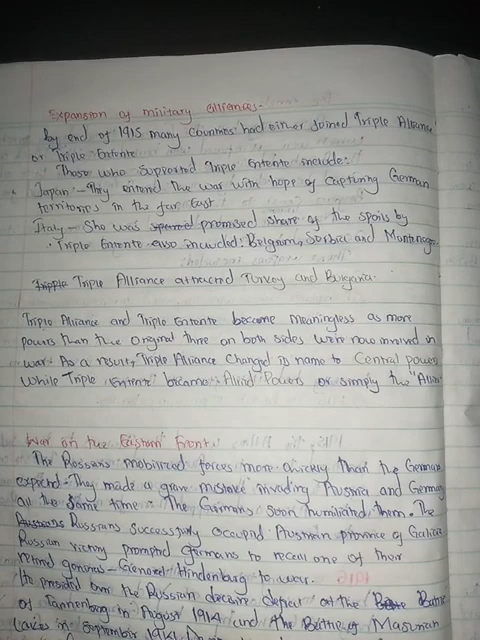 Expansion of military alliances.
By end of 1915 many countries had either Joined Triple Alliance
or Triple Entente
Those who supported Triple Entente include:
Japan - They entered the war with hope of capturing German
territories in the far East.
Italy - She was promised share of the spoils by
Triple Entente also included: Belgium, Serbia and Montenegro
Triple Alliance attracted Turkey and Bulgaria.
Triple Alliance and Triple Entente became meaningless as more
powers than the original three on both sides were now involved in
war. As a result, Triple Alliance changed its name to Central powers
while Triple Entente became Allied Powers or simply the "Allies
War on the Eastern Front
The Russians mobilized forces more quickly than the Germans
expected. They made a grave mistake invading Austria and Germany
at the same time. The Germans soon humiliated them. The
Russians successfully occupied Austrian province of Galicia
Russian victory prompted Germans to recall one of their
retired generals - General Hindenburg to war.
He presided over the Russian decisive defeat at the Battle
of Tannenburg in August 1914 and the Battle of Masurian
Lakes in September 1914.